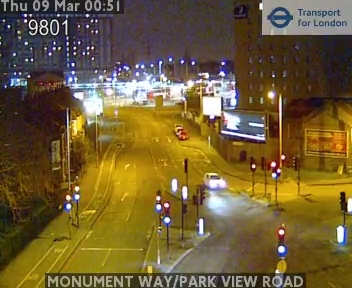 Thu 09 Mar 00:51
9801
Transport
for London
MONUMENT WAY/PARK VIEW ROAD